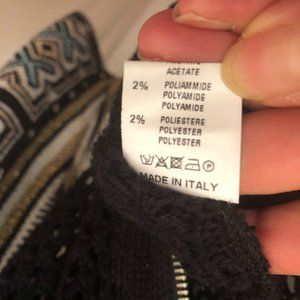 ACETATE
2% POLIAMMIDE
POLYAMIDE
POLYAMIDE
2% POLIESTERE
POLYESTER
POLYESTER
MADE IN ITALY